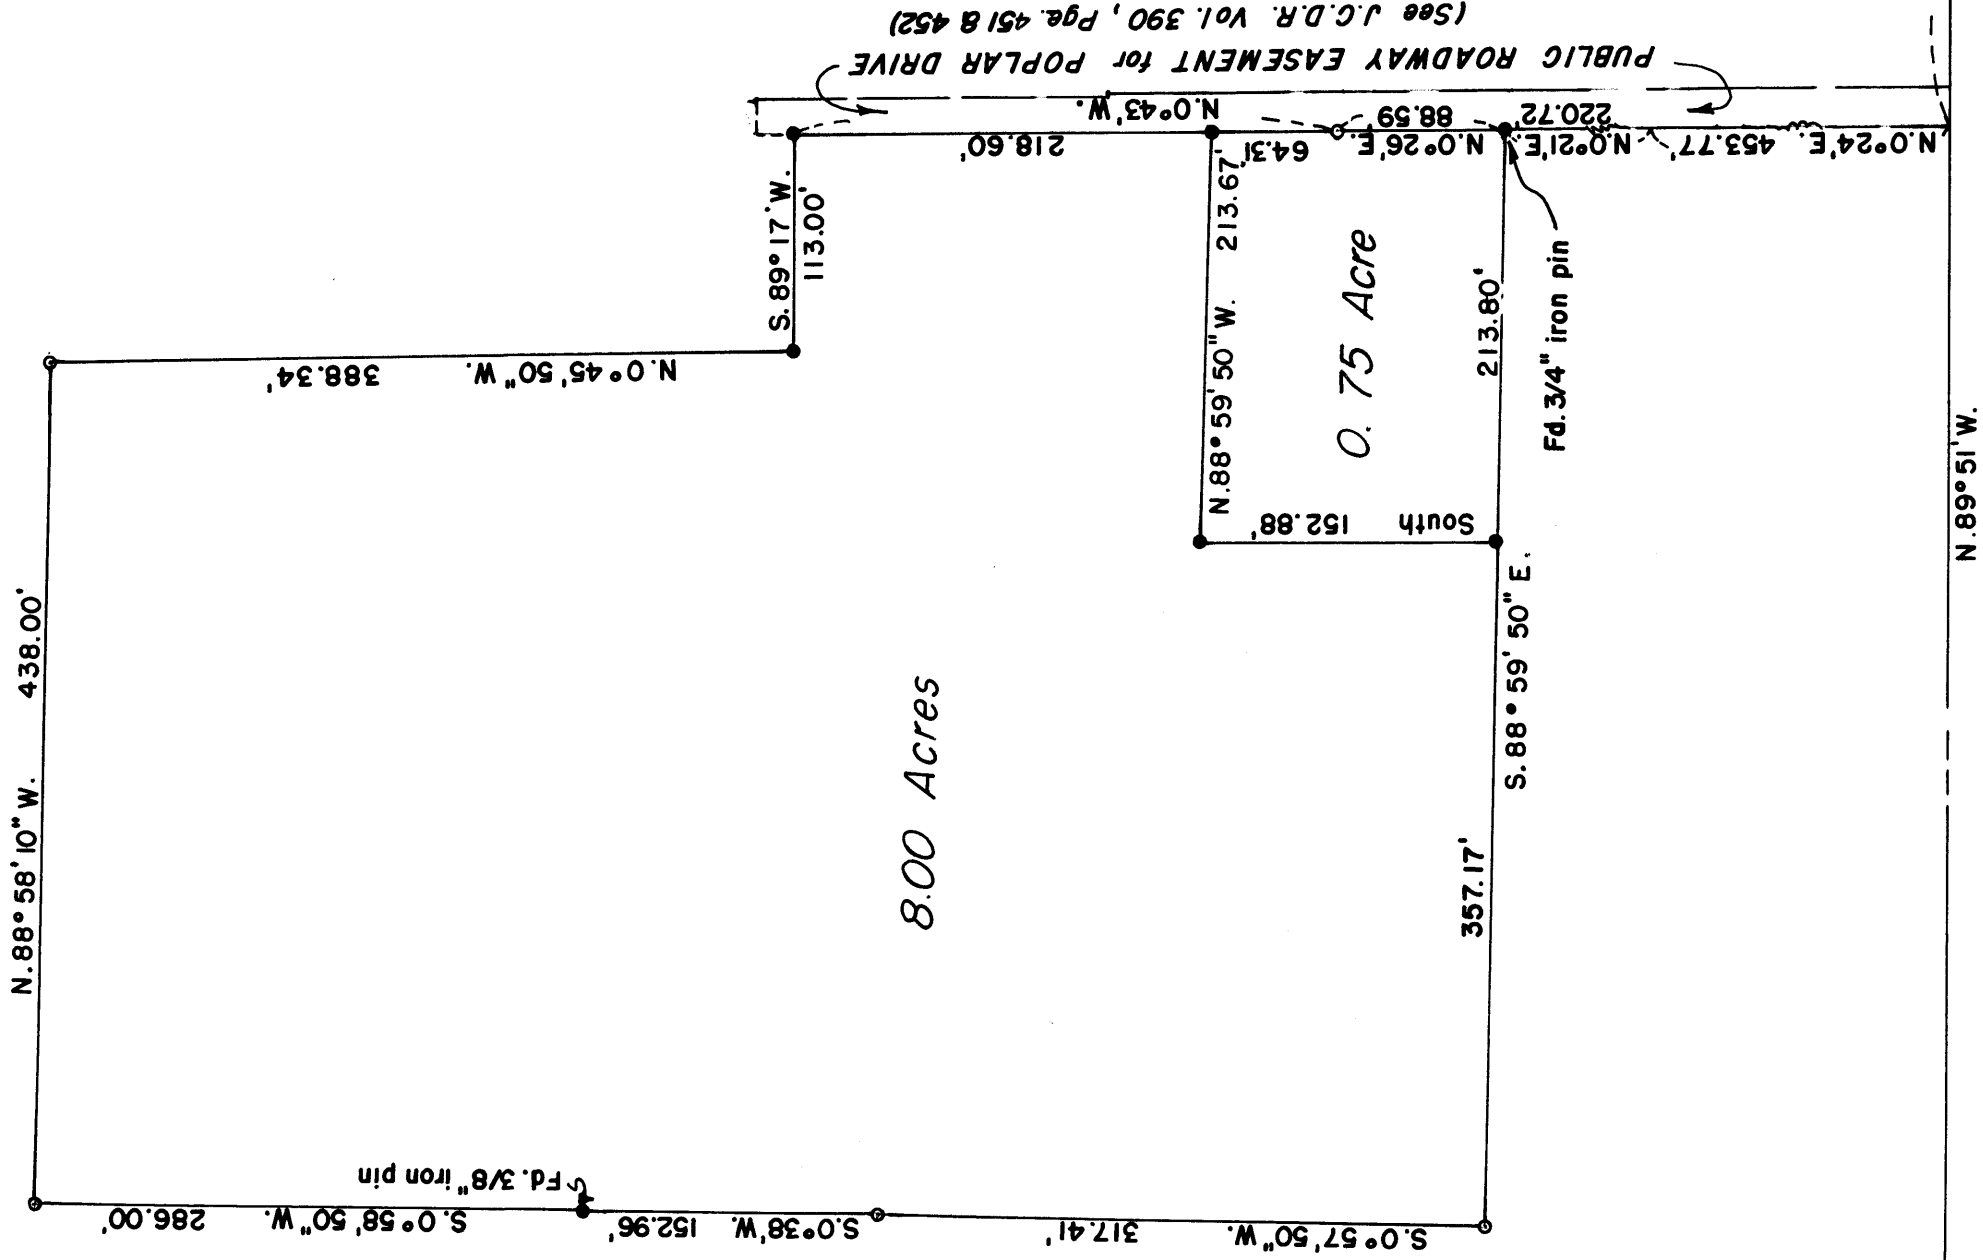 (See J.C.D.R. Vol. 390, Pge. 451 & 452)
PUBLIC ROADWAY EASEMENT for POPLAR DRIVE
N.0°43'W.
218.60'
64.31'
88.59'
N.0°26'E.
220.72'
N.0°21'E.
453.77'
N.0°24'E.
S. 89° 17' W.
113.00'
N.0°45'50"W. 388.34'
N.88°59'50"W. 213.67'
0.75 Acre
213.80'
Fd. 3/4" iron pin
South 152.88'
S.88°59'50"E.
N.89°51'W.
N.88°58'10"W. 438.00'
8.00 Acres
357.17'
Fd. 3/8" iron pin
S.0°58'50"W. 286.00'
S.0°38'W. 152.96'
S.0°57'50"W. 317.41'